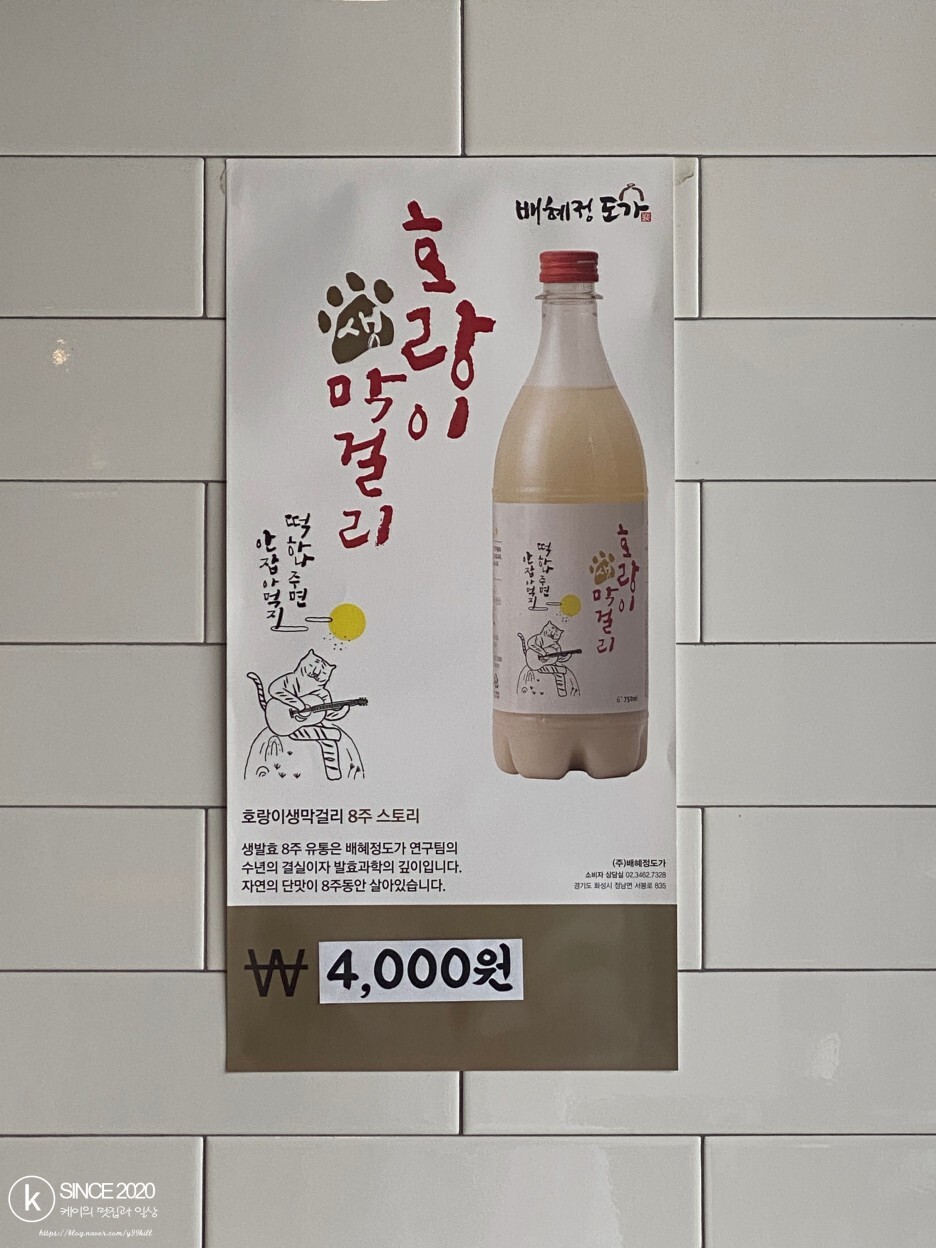 배혜정 도가
호랑이
생
막걸리
떡 하나 주면
안 잡아먹지
호랑이
생
막걸리
떡 하나 주면
안 잡아먹지
750ml
호랑이생막걸리 8주 스토리
생발효 8주 유통은 배혜정도가 연구팀의
수년의 결실이자 발효과학의 깊이입니다.
자연의 단맛이 8주동안 살아있습니다.
(주)배혜정도가
소비자 상담실 02.3462.7328
경기도 화성시 정남면 서봉로 835
₩ 4,000원
k SINCE 2020
케이의 맛집과 일상
https://blog.naver.com/y99hill